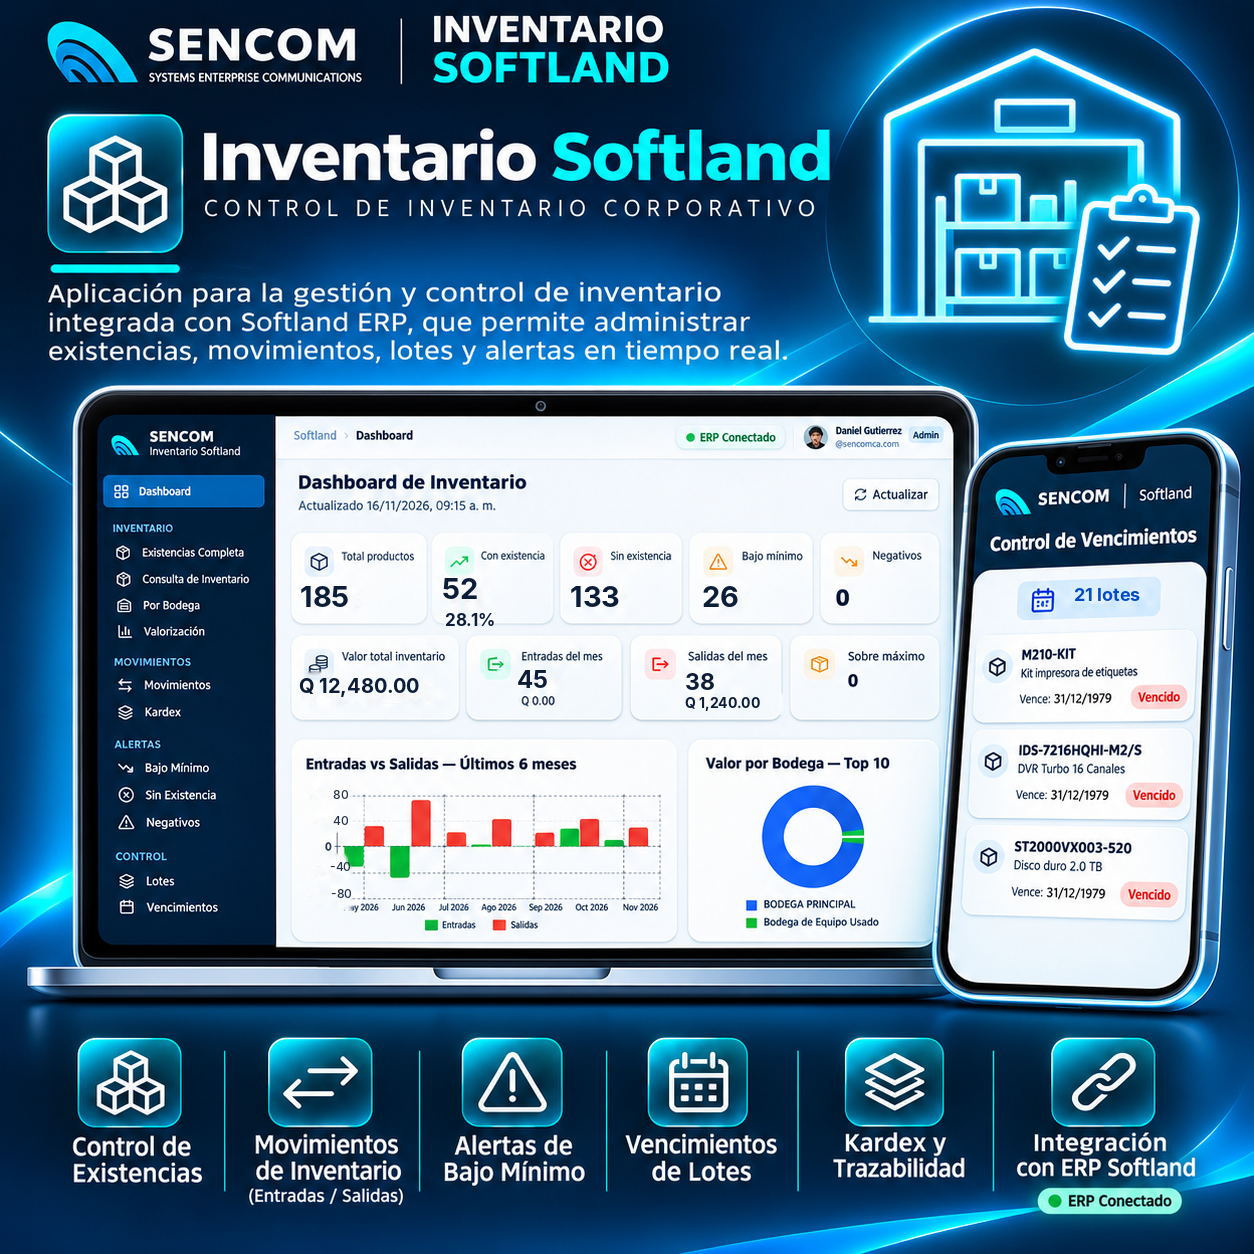 SENCOM
SYSTEMS ENTERPRISE COMMUNICATIONS
INVENTARIO
SOFTLAND
Inventario Softland
CONTROL DE INVENTARIO CORPORATIVO
Aplicación para la gestión y control de inventario
integrada con Softland ERP, que permite administrar
existencias, movimientos, lotes y alertas en tiempo real.
SENCOM
Inventario Softland
Dashboard
INVENTARIO
Existencias Completa
Consulta de Inventario
Por Bodega
Valorización
MOVIMIENTOS
Movimientos
Kardex
ALERTAS
Bajo Mínimo
Sin Existencia
Negativos
CONTROL
Lotes
Vencimientos
Softland › Dashboard
ERP Conectado
Daniel Gutierrez
@sencomca.com
Admin
Dashboard de Inventario
Actualizado 16/11/2026, 09:15 a. m.
Actualizar
Total productos
185
Con existencia
52
28.1%
Sin existencia
133
Bajo mínimo
26
Negativos
0
Valor total inventario
Q 12,480.00
Entradas del mes
45
Q 0.00
Salidas del mes
38
Q 1,240.00
Sobre máximo
0
Entradas vs Salidas — Últimos 6 meses
80
40
0
-40
-80
2026 Jun 2026 Jul 2026 Ago 2026 Sep 2026 Oct 2026 Nov 2026
Entradas Salidas
Valor por Bodega — Top 10
BODEGA PRINCIPAL
Bodega de Equipo Usado
SENCOM | Softland
Control de Vencimientos
21 lotes
M210-KIT
Kit impresora de etiquetas
Vence: 31/12/1979 Vencido
IDS-7216HQHI-M2/S
DVR Turbo 16 Canales
Vence: 31/12/1979 Vencido
ST2000VX003-520
Disco duro 2.0 TB
Vence: 31/12/1979 Vencido
Control de
Existencias
Movimientos
de Inventario
(Entradas / Salidas)
Alertas de
Bajo Mínimo
Vencimientos
de Lotes
Kardex y
Trazabilidad
Integración
con ERP Softland
ERP Conectado